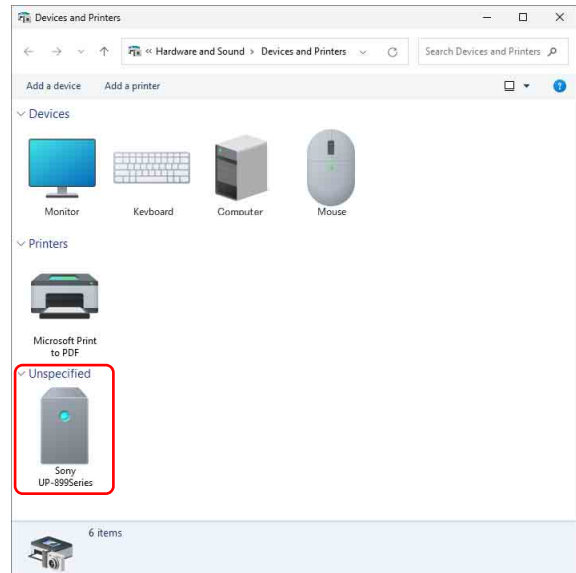 Devices and Printers
« Hardware and Sound > Devices and Printers
Search Devices and Printers
Add a device Add a printer
Devices
Monitor Keyboard Computer Mouse
Printers
Microsoft Print
to PDF
Unspecified
Sony
UP-899Series
6 items